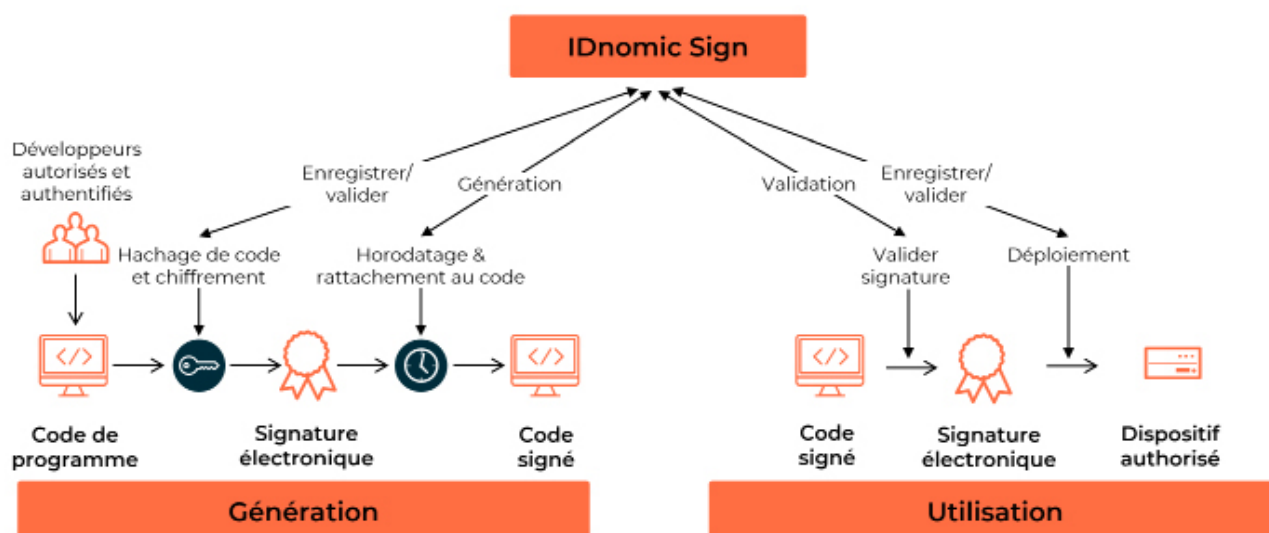 IDnomic Sign
Développeurs
autorisés et
authentifiés
Enregistrer/
valider
Génération
Validation
Enregistrer/
valider
Hachage de code
et chiffrement
Horodatage &
rattachement au code
Valider
signature
Déploiement
</>
</>
</>
Code de
programme
Signature
électronique
Code
signé
Code
signé
Signature
électronique
Dispositif
authorisé
Génération
Utilisation